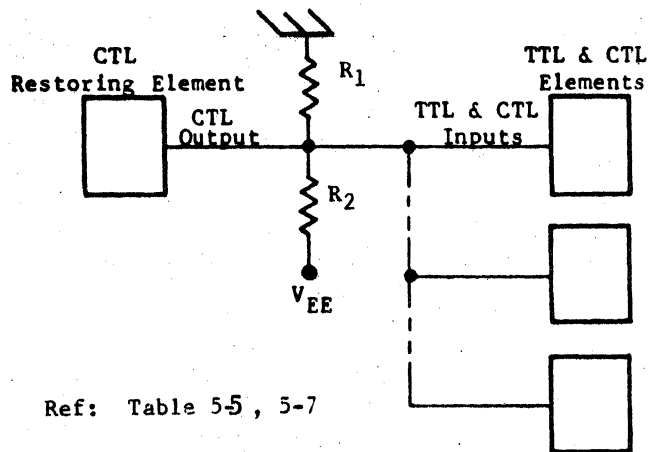 CTL
Restoring Element
R1
TTL & CTL
Elements
CTL
Output
TTL & CTL
Inputs
R2
VEE
Ref: Table 5-5, 5-7